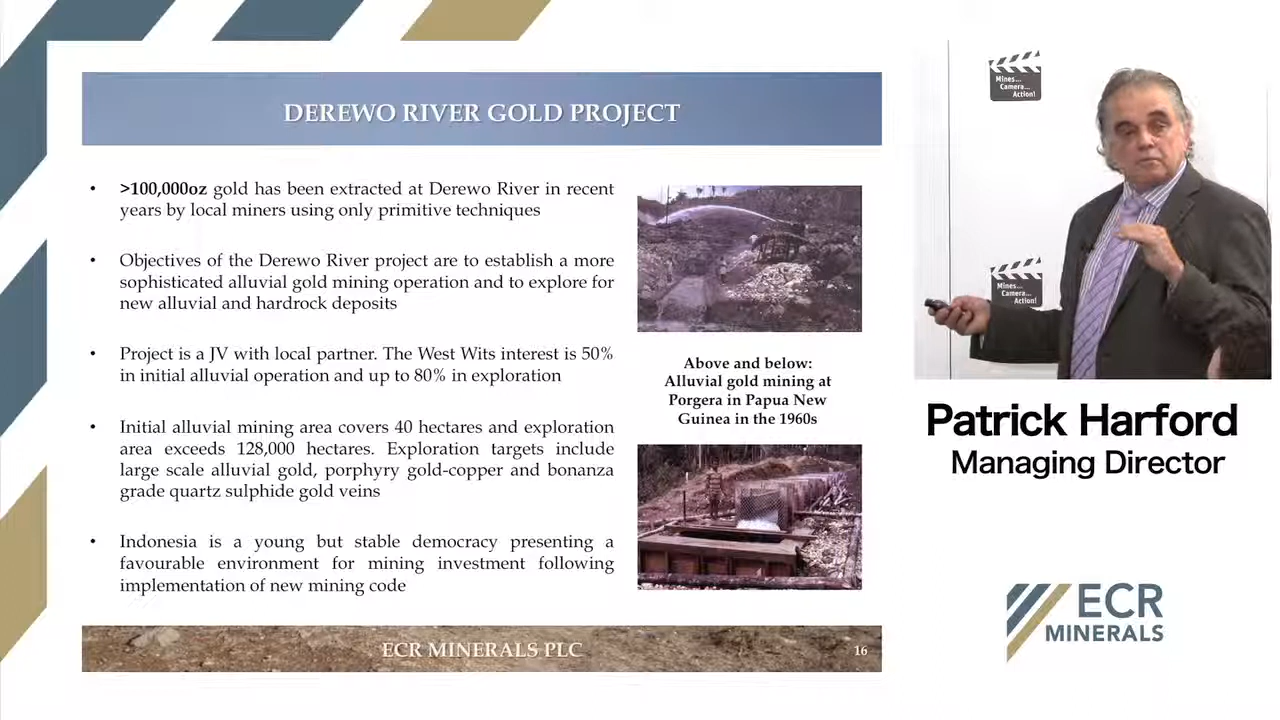 DEREWO RIVER GOLD PROJECT
• >100,000oz gold has been extracted at Derewo River in recent
years by local miners using only primitive techniques
• Objectives of the Derewo River project are to establish a more
sophisticated alluvial gold mining operation and to explore for
new alluvial and hardrock deposits
• Project is a JV with local partner. The West Wits interest is 50%
in initial alluvial operation and up to 80% in exploration
• Initial alluvial mining area covers 40 hectares and exploration
area exceeds 128,000 hectares. Exploration targets include
large scale alluvial gold, porphyry gold-copper and bonanza
grade quartz sulphide gold veins
• Indonesia is a young but stable democracy presenting a
favourable environment for mining investment following
implementation of new mining code
Above and below:
Alluvial gold mining at
Porgera in Papua New
Guinea in the 1960s
ECR MINERALS PLC
16
Mines...
Camera...
Action!
Mines...
Camera...
Action!
Patrick Harford
Managing Director
ECR
MINERALS